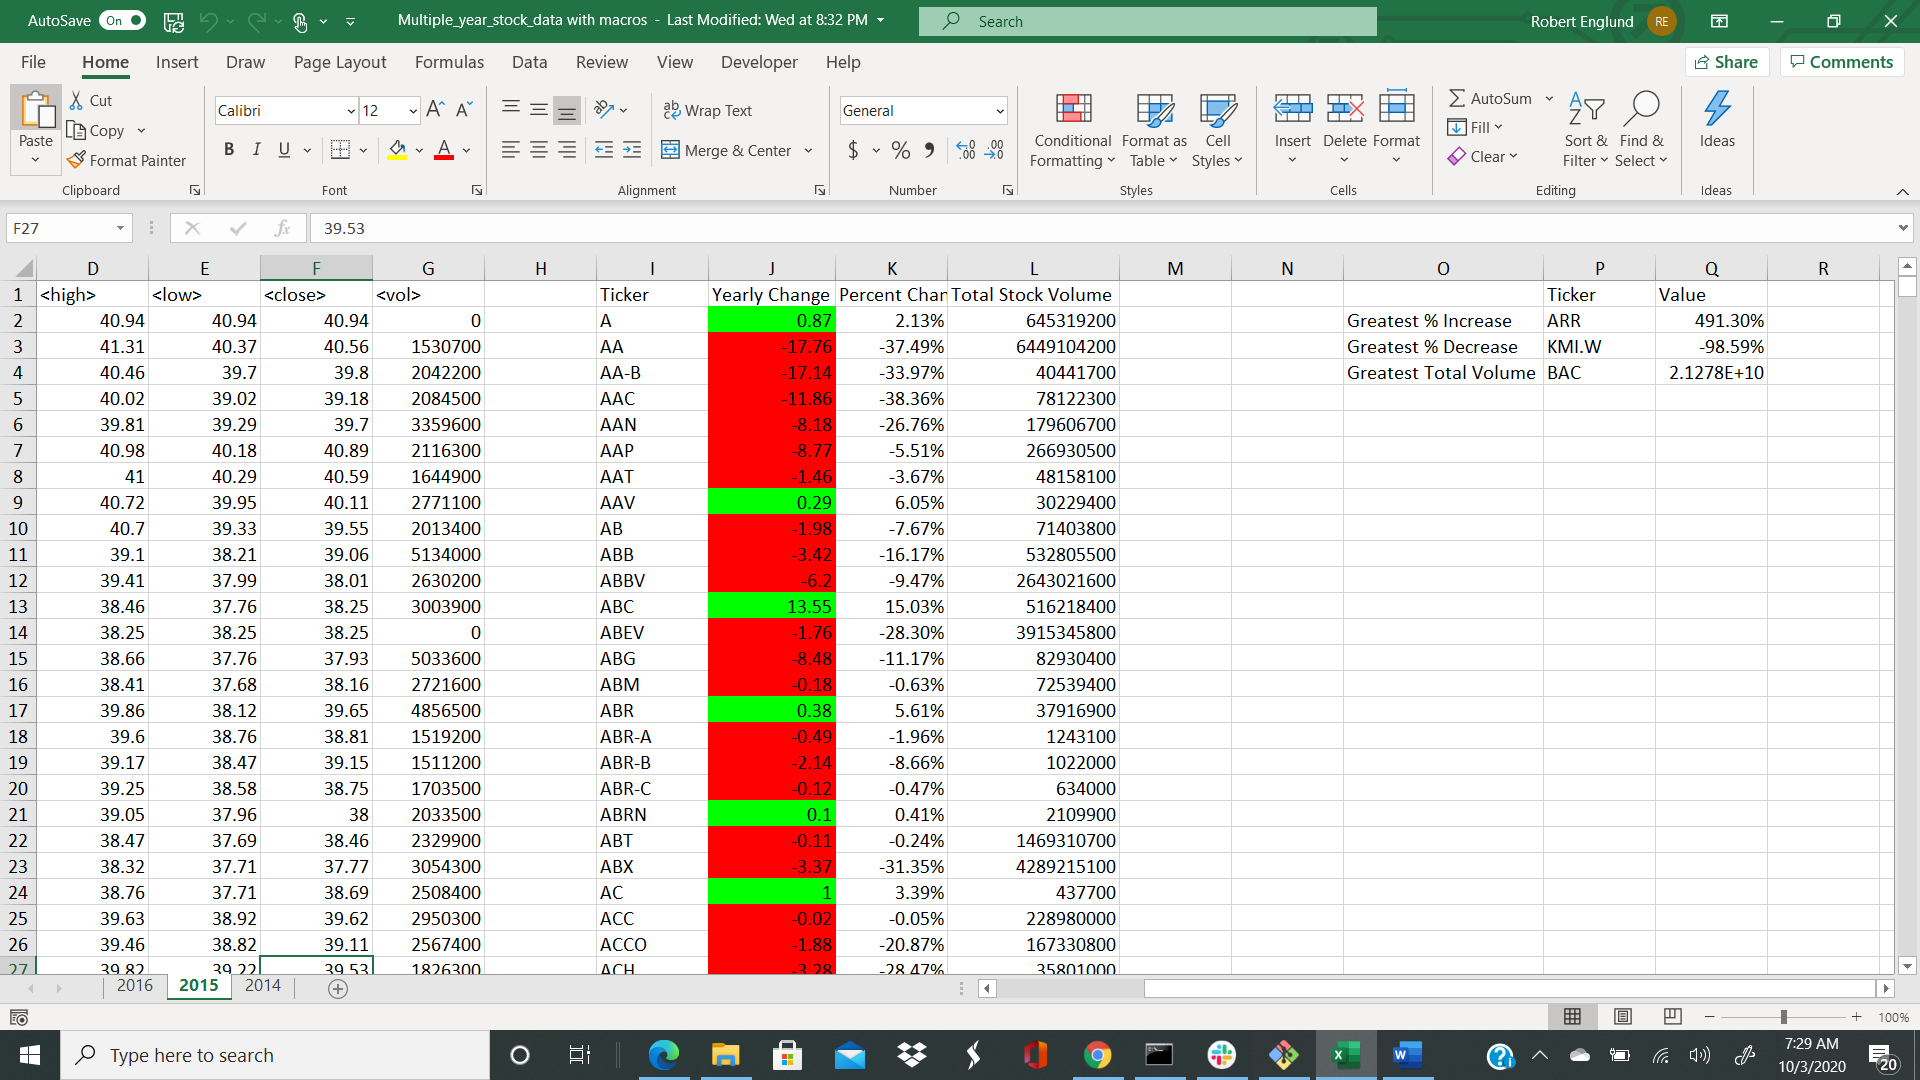 AutoSave On Multiple_year_stock_data with macros - Last Modified: Wed at 8:32 PM Search Robert Englund RE
File Home Insert Draw Page Layout Formulas Data Review View Developer Help Share Comments
Paste Cut Copy Format Painter Clipboard
Calibri 12 B I U A Font
Wrap Text Merge & Center Alignment
General $ % Number
Conditional Formatting Format as Table Cell Styles Styles
Insert Delete Format Cells
AutoSum Fill Clear Sort & Filter Find & Select Editing
Ideas Ideas
F27 fx 39.53
D E F G H I J K L M N O P Q R
1 <high> <low> <close> <vol> Ticker Yearly Change Percent Chan Total Stock Volume Ticker Value
2 40.94 40.94 40.94 0 A 0.87 2.13% 645319200 Greatest % Increase ARR 491.30%
3 41.31 40.37 40.56 1530700 AA -17.76 -37.49% 6449104200 Greatest % Decrease KMI.W -98.59%
4 40.46 39.7 39.8 2042200 AA-B -17.14 -33.97% 40441700 Greatest Total Volume BAC 2.1278E+10
5 40.02 39.02 39.18 2084500 AAC -11.86 -38.36% 78122300
6 39.81 39.29 39.7 3359600 AAN -8.18 -26.76% 179606700
7 40.98 40.18 40.89 2116300 AAP -8.77 -5.51% 266930500
8 41 40.29 40.59 1644900 AAT -1.46 -3.67% 48158100
9 40.72 39.95 40.11 2771100 AAV 0.29 6.05% 30229400
10 40.7 39.33 39.55 2013400 AB -1.98 -7.67% 71403800
11 39.1 38.21 39.06 5134000 ABB -3.42 -16.17% 532805500
12 39.41 37.99 38.01 2630200 ABBV -6.2 -9.47% 2643021600
13 38.46 37.76 38.25 3003900 ABC 13.55 15.03% 516218400
14 38.25 38.25 38.25 0 ABEV -1.76 -28.30% 3915345800
15 38.66 37.76 37.93 5033600 ABG -8.48 -11.17% 82930400
16 38.41 37.68 38.16 2721600 ABM -0.18 -0.63% 72539400
17 39.86 38.12 39.65 4856500 ABR 0.38 5.61% 37916900
18 39.6 38.76 38.81 1519200 ABR-A -0.49 -1.96% 1243100
19 39.17 38.47 39.15 1511200 ABR-B -2.14 -8.66% 1022000
20 39.25 38.58 38.75 1703500 ABR-C -0.12 -0.47% 634000
21 39.05 37.96 38 2033500 ABRN 0.1 0.41% 2109900
22 38.47 37.69 38.46 2329900 ABT -0.11 -0.24% 1469310700
23 38.32 37.71 37.77 3054300 ABX -3.37 -31.35% 4289215100
24 38.76 37.71 38.69 2508400 AC 1 3.39% 437700
25 39.63 38.92 39.62 2950300 ACC -0.02 -0.05% 228980000
26 39.46 38.82 39.11 2567400 ACCO -1.88 -20.87% 167330800
27 39.82 39.22 39.53 1826300 ACH -3.28 -28.47% 35801000
2016 2015 2014
100%
Type here to search 7:29 AM
10/3/2020 20